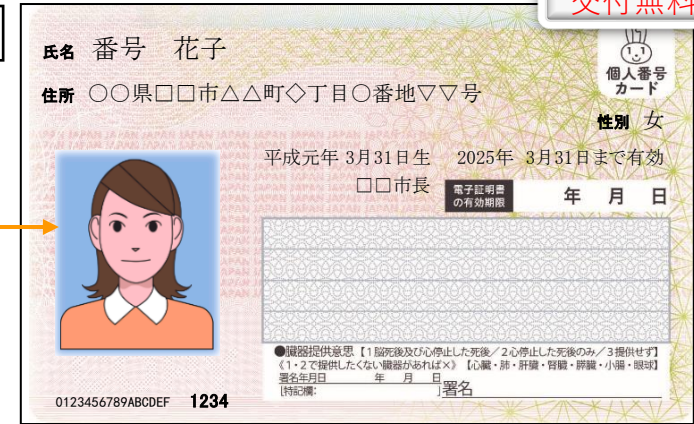 交付無料
氏名 番号 花子
個人番号
カード
住所 ○○県□□市△△町◇丁目○番地▽▽号
性別 女
平成元年 3月31日生 2025年 3月31日まで有効
□□市長 電子証明書の有効期限 年 月 日
●臓器提供意思【1 脳死後及び心停止した死後／2 心停止した死後のみ／3 提供せず】
《1・2で提供したくない臓器があれば×》【心臓・肺・肝臓・腎臓・膵臓・小腸・眼球】
署名年月日 年 月 日
[特記欄: ] 署名
0123456789ABCDEF 1234